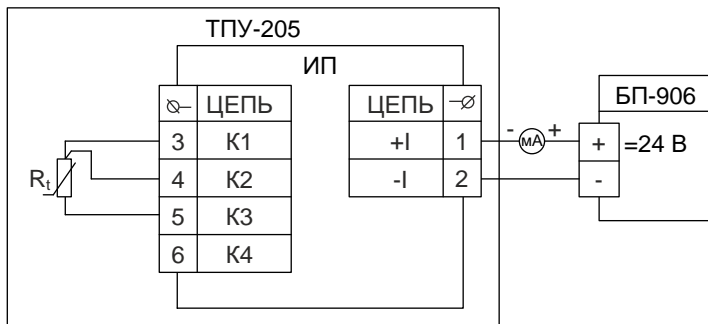 ТПУ-205
ИП
ЦЕПЬ
3 К1
4 К2
5 К3
6 К4
ЦЕПЬ
+I 1
-I 2
Rt
- мА +
БП-906
+ =24 В
-